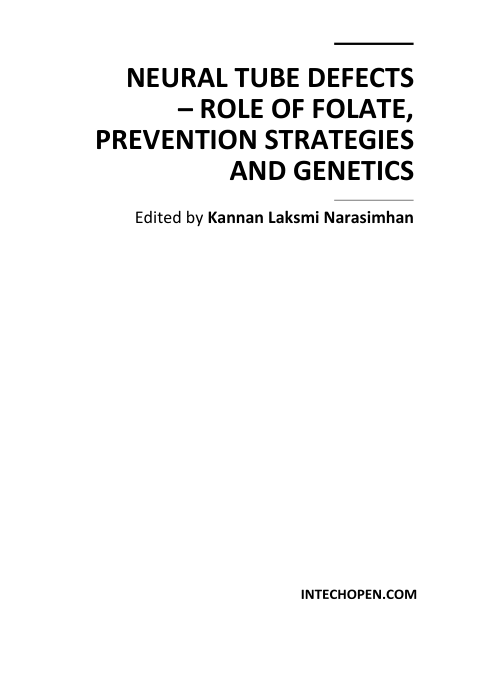 NEURAL TUBE DEFECTS
– ROLE OF FOLATE,
PREVENTION STRATEGIES
AND GENETICS
Edited by Kannan Laksmi Narasimhan
INTECHOPEN.COM